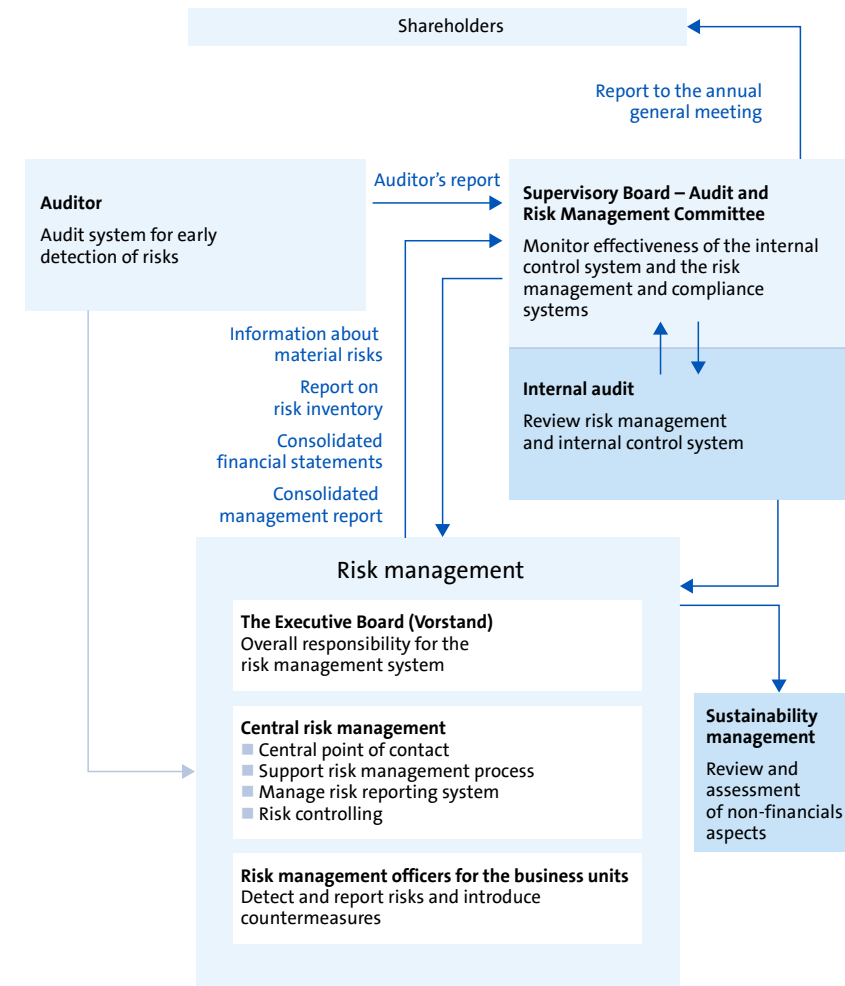 Shareholders
Report to the annual
general meeting
Auditor
Audit system for early
detection of risks
Auditor’s report
Supervisory Board – Audit and
Risk Management Committee
Monitor effectiveness of the internal
control system and the risk
management and compliance
systems
Information about
material risks
Report on
risk inventory
Consolidated
financial statements
Consolidated
management report
Internal audit
Review risk management
and internal control system
Risk management
The Executive Board (Vorstand)
Overall responsibility for the
risk management system
Central risk management
Central point of contact
Support risk management process
Manage risk reporting system
Risk controlling
Risk management officers for the business units
Detect and report risks and introduce
countermeasures
Sustainability
management
Review and
assessment
of non-financials
aspects